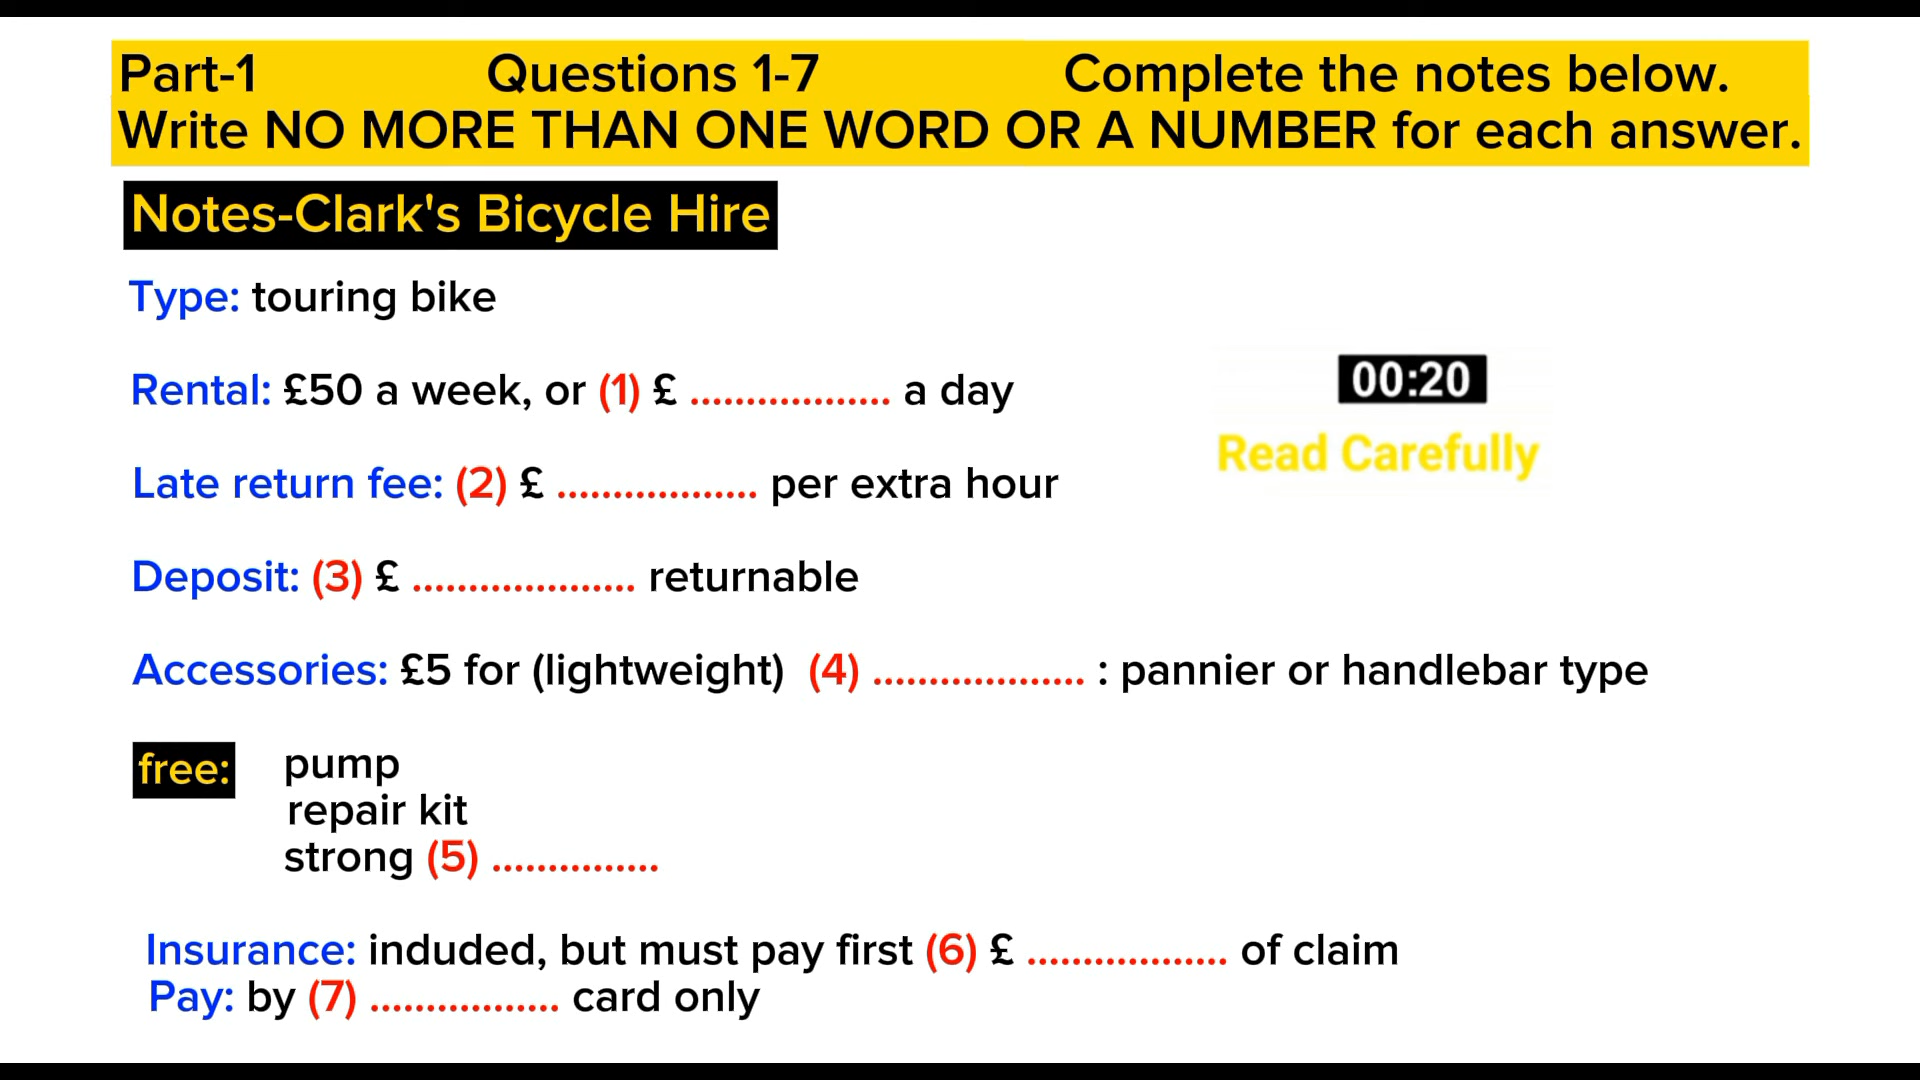 Part-1 Questions 1-7 Complete the notes below.
Write NO MORE THAN ONE WORD OR A NUMBER for each answer.
Notes-Clark's Bicycle Hire
Type: touring bike
Rental: £50 a week, or (1) £ .................. a day
00:20
Read Carefully
Late return fee: (2) £ .................. per extra hour
Deposit: (3) £ .................... returnable
Accessories: £5 for (lightweight) (4) ................... : pannier or handlebar type
free: pump
repair kit
strong (5) ...............
Insurance: induded, but must pay first (6) £ .................. of claim
Pay: by (7) ................. card only